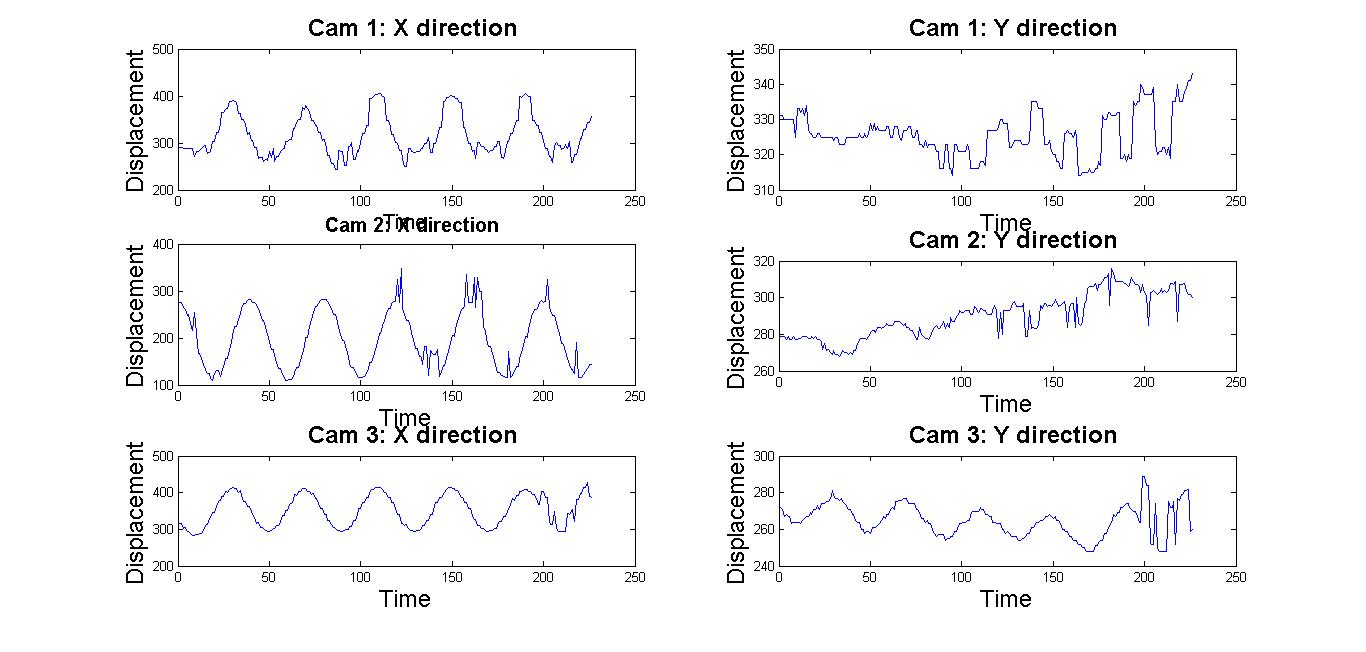 Cam 1: X direction
Displacement
500
400
300
200
0 50 100 150 200 250
Time
Cam 1: Y direction
Displacement
350
340
330
320
310
0 50 100 150 200 250
Time
Cam 2: X direction
Displacement
400
300
200
100
0 50 100 150 200 250
Time
Cam 2: Y direction
Displacement
320
300
280
260
0 50 100 150 200 250
Time
Cam 3: X direction
Displacement
500
400
300
200
0 50 100 150 200 250
Time
Cam 3: Y direction
Displacement
300
280
260
240
0 50 100 150 200 250
Time